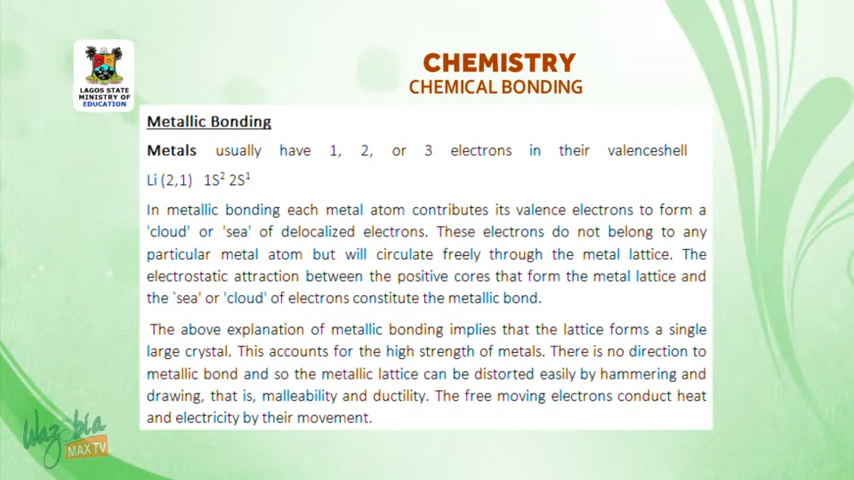 LAGOS STATE
MINISTRY OF
EDUCATION
CHEMISTRY
CHEMICAL BONDING
Metallic Bonding
Metals usually have 1, 2, or 3 electrons in their valenceshell
Li (2,1) 1S² 2S¹
In metallic bonding each metal atom contributes its valence electrons to form a
'cloud' or 'sea' of delocalized electrons. These electrons do not belong to any
particular metal atom but will circulate freely through the metal lattice. The
electrostatic attraction between the positive cores that form the metal lattice and
the `sea' or 'cloud' of electrons constitute the metallic bond.
The above explanation of metallic bonding implies that the lattice forms a single
large crystal. This accounts for the high strength of metals. There is no direction to
metallic bond and so the metallic lattice can be distorted easily by hammering and
drawing, that is, malleability and ductility. The free moving electrons conduct heat
and electricity by their movement.
Wazobia
MAX TV